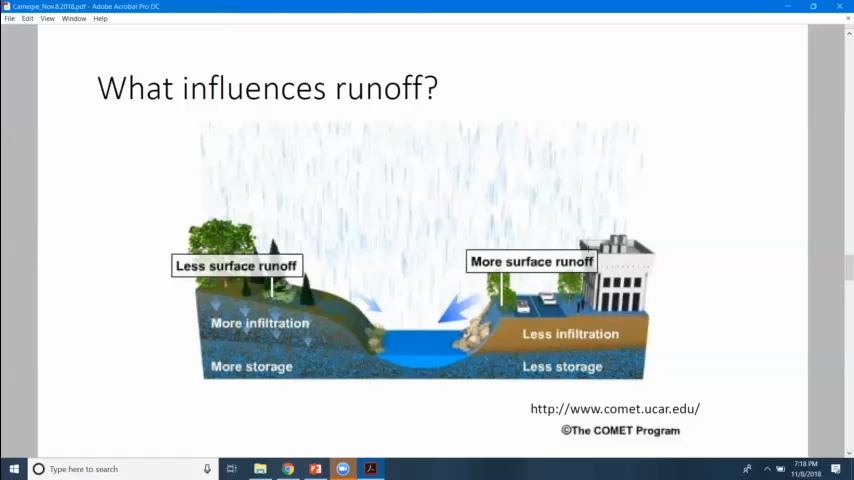 Carnegie_Nov.8.2018.pdf - Adobe Acrobat Pro DC
File Edit View Window Help
What influences runoff?
Less surface runoff
More surface runoff
More infiltration
Less infiltration
More storage
Less storage
http://www.comet.ucar.edu/
©The COMET Program
Type here to search
7:18 PM
11/8/2018